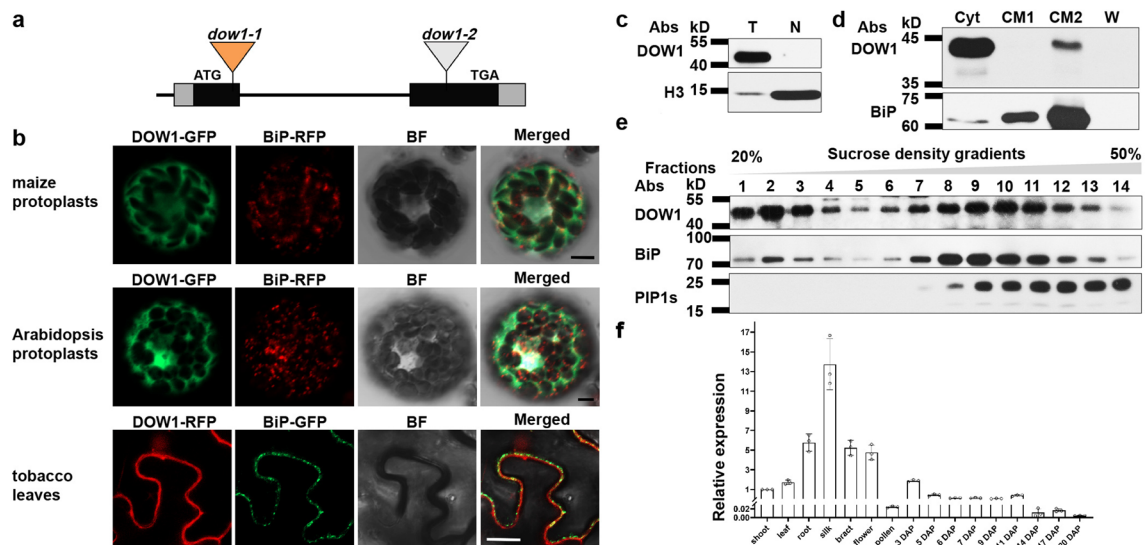 a
dow1-1
dow1-2
ATG
TGA
b
DOW1-GFP BiP-RFP BF Merged
maize
protoplasts
DOW1-GFP BiP-RFP BF Merged
Arabidopsis
protoplasts
DOW1-RFP BiP-GFP BF Merged
tobacco
leaves
c
Abs kD T N
DOW1 55
40
H3 15
d
Abs kD Cyt CM1 CM2 W
DOW1 45
35
BiP 75
60
e
20% Sucrose density gradients 50%
Fractions
Abs kD 1 2 3 4 5 6 7 8 9 10 11 12 13 14
DOW1 55
40
BiP 100
70
PIP1s 25
15
f
Relative expression
17
15
13
11
9
7
5
3
1
0.02
0.00
shoot leaf root silk bract flower pollen 3 DAP 5 DAP 6 DAP 7 DAP 9 DAP 11 DAP 14 DAP 17 DAP 20 DAP